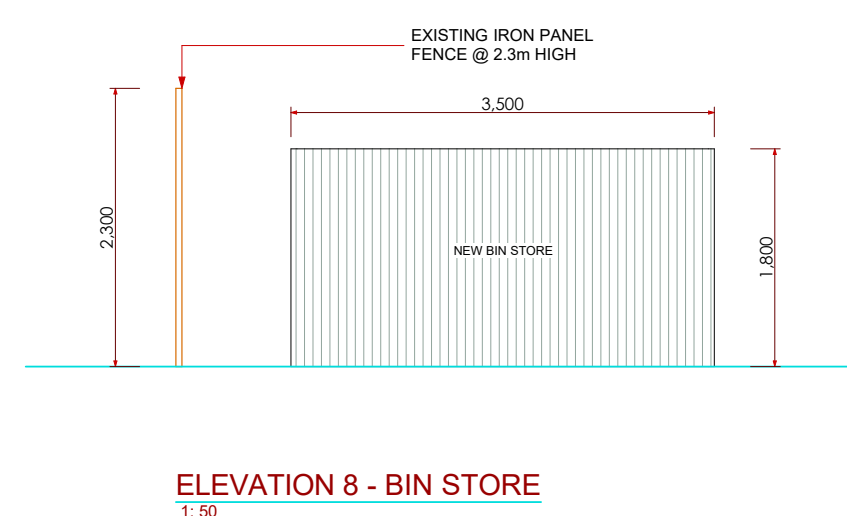 EXISTING IRON PANEL
FENCE @ 2.3m HIGH
3,500
2,300
NEW BIN STORE
1,800
ELEVATION 8 - BIN STORE
1: 50